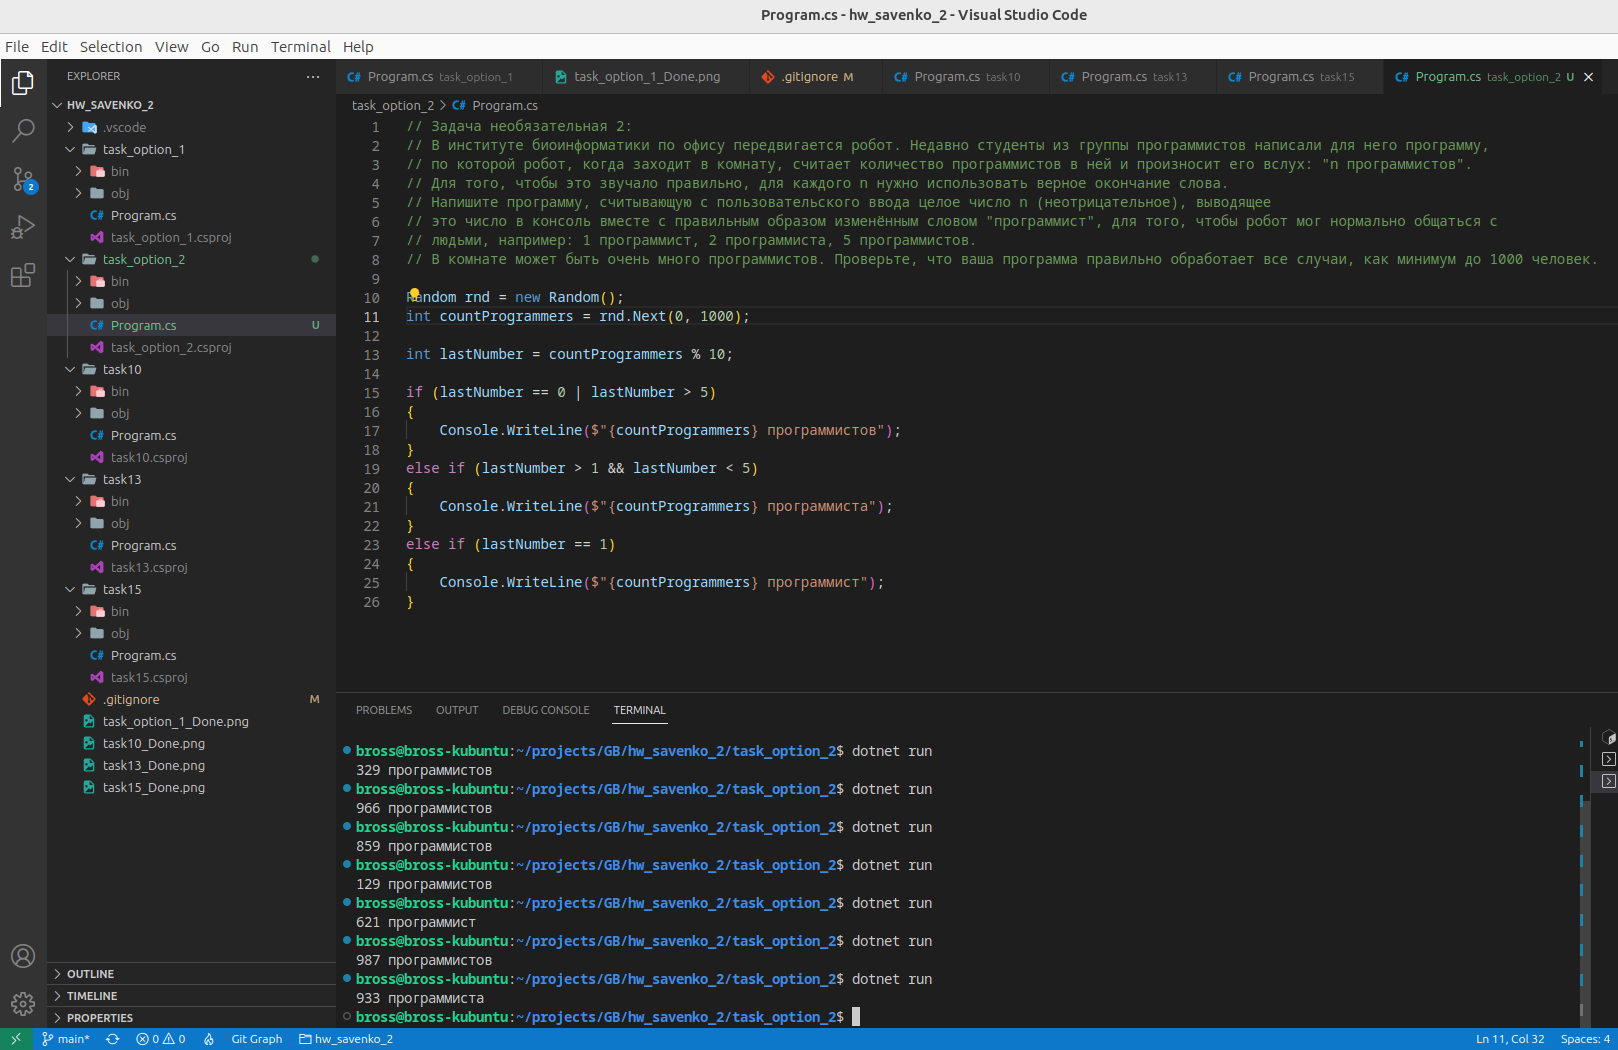 Program.cs - hw_savenko_2 - Visual Studio Code
File Edit Selection View Go Run Terminal Help
EXPLORER ...
HW_SAVENKO_2
.vscode
task_option_1
bin
obj
Program.cs
task_option_1.csproj
task_option_2
bin
obj
Program.cs U
task_option_2.csproj
task10
bin
obj
Program.cs
task10.csproj
task13
bin
obj
Program.cs
task13.csproj
task15
bin
obj
Program.cs
task15.csproj
.gitignore M
task_option_1_Done.png
task10_Done.png
task13_Done.png
task15_Done.png
OUTLINE
TIMELINE
PROPERTIES
C# Program.cs task_option_1 task_option_1_Done.png .gitignore M C# Program.cs task10 C# Program.cs task13 C# Program.cs task15 C# Program.cs task_option_2 U
task_option_2 > C# Program.cs
1 // Задача необязательная 2:
2 // В институте биоинформатики по офису передвигается робот. Недавно студенты из группы программистов написали для него программу,
3 // по которой робот, когда заходит в комнату, считает количество программистов в ней и произносит его вслух: "n программистов".
4 // Для того, чтобы это звучало правильно, для каждого n нужно использовать верное окончание слова.
5 // Напишите программу, считывающую с пользовательского ввода целое число n (неотрицательное), выводящее
6 // это число в консоль вместе с правильным образом изменённым словом "программист", для того, чтобы робот мог нормально общаться с
7 // людьми, например: 1 программист, 2 программиста, 5 программистов.
8 // В комнате может быть очень много программистов. Проверьте, что ваша программа правильно обработает все случаи, как минимум до 1000 человек.
9
10 Random rnd = new Random();
11 int countProgrammers = rnd.Next(0, 1000);
12
13 int lastNumber = countProgrammers % 10;
14
15 if (lastNumber == 0 | lastNumber > 5)
16 {
17 Console.WriteLine($"{countProgrammers} программистов");
18 }
19 else if (lastNumber > 1 && lastNumber < 5)
20 {
21 Console.WriteLine($"{countProgrammers} программиста");
22 }
23 else if (lastNumber == 1)
24 {
25 Console.WriteLine($"{countProgrammers} программист");
26 }
PROBLEMS OUTPUT DEBUG CONSOLE TERMINAL
bross@bross-kubuntu:~/projects/GB/hw_savenko_2/task_option_2$ dotnet run
329 программистов
bross@bross-kubuntu:~/projects/GB/hw_savenko_2/task_option_2$ dotnet run
966 программистов
bross@bross-kubuntu:~/projects/GB/hw_savenko_2/task_option_2$ dotnet run
859 программистов
bross@bross-kubuntu:~/projects/GB/hw_savenko_2/task_option_2$ dotnet run
129 программистов
bross@bross-kubuntu:~/projects/GB/hw_savenko_2/task_option_2$ dotnet run
621 программист
bross@bross-kubuntu:~/projects/GB/hw_savenko_2/task_option_2$ dotnet run
987 программистов
bross@bross-kubuntu:~/projects/GB/hw_savenko_2/task_option_2$ dotnet run
933 программиста
bross@bross-kubuntu:~/projects/GB/hw_savenko_2/task_option_2$
main* 0 0 Git Graph hw_savenko_2 Ln 11, Col 32 Spaces: 4